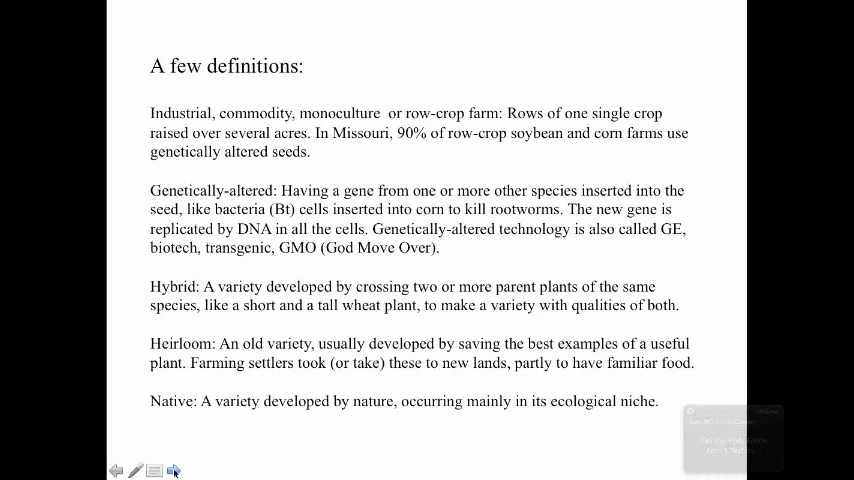 A few definitions:
Industrial, commodity, monoculture or row-crop farm: Rows of one single crop
raised over several acres. In Missouri, 90% of row-crop soybean and corn farms use
genetically altered seeds.
Genetically-altered: Having a gene from one or more other species inserted into the
seed, like bacteria (Bt) cells inserted into corn to kill rootworms. The new gene is
replicated by DNA in all the cells. Genetically-altered technology is also called GE,
biotech, transgenic, GMO (God Move Over).
Hybrid: A variety developed by crossing two or more parent plants of the same
species, like a short and a tall wheat plant, to make a variety with qualities of both.
Heirloom: An old variety, usually developed by saving the best examples of a useful
plant. Farming settlers took (or take) these to new lands, partly to have familiar food.
Native: A variety developed by nature, occurring mainly in its ecological niche.